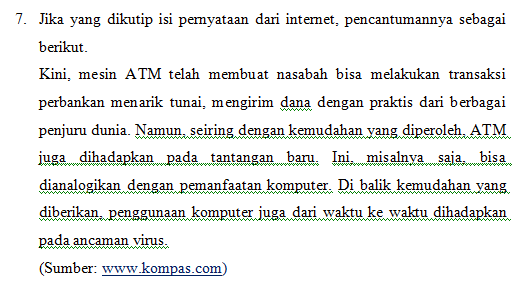 7. Jika yang dikutip isi pernyataan dari internet, pencantumannya sebagai
berikut.
Kini, mesin ATM telah membuat nasabah bisa melakukan transaksi
perbankan menarik tunai, mengirim dana dengan praktis dari berbagai
penjuru dunia. Namun, seiring dengan kemudahan yang diperoleh, ATM
juga dihadapkan pada tantangan baru. Ini, misalnya saja, bisa
dianalogikan dengan pemanfaatan komputer. Di balik kemudahan yang
diberikan, penggunaan komputer juga dari waktu ke waktu dihadapkan
pada ancaman virus.
(Sumber: www.kompas.com)